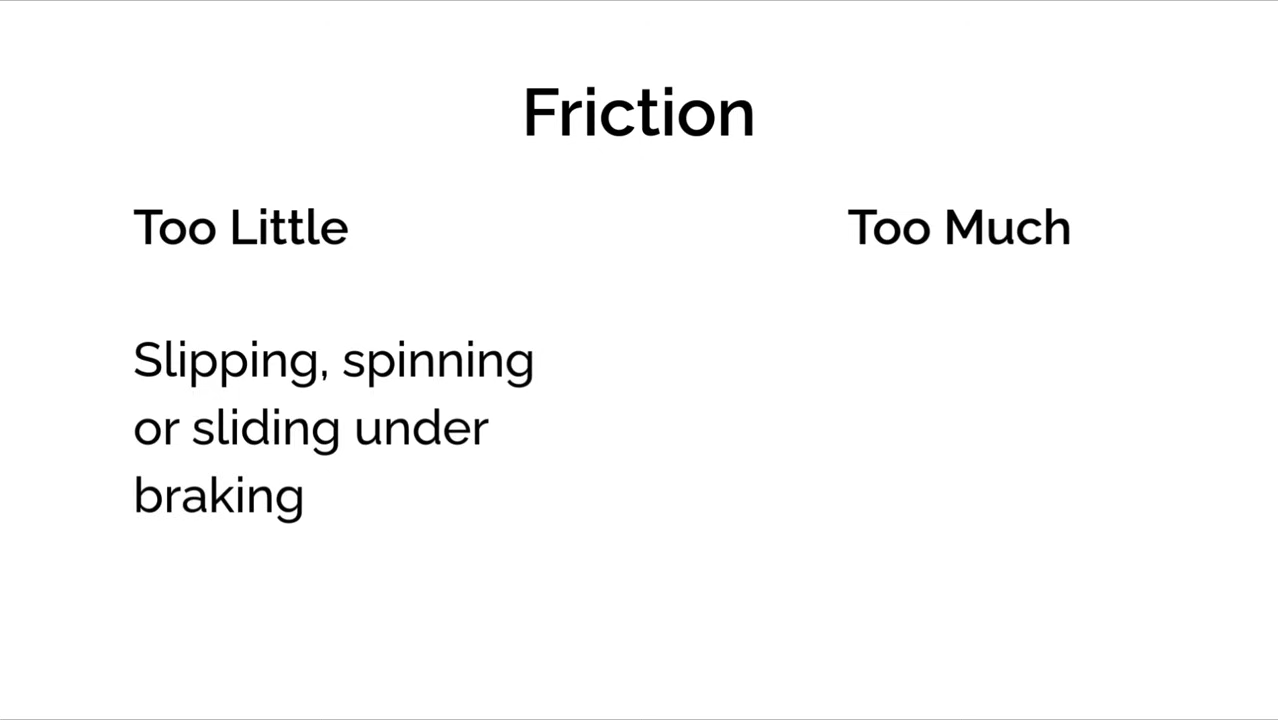 Friction
Too Little
Too Much
Slipping, spinning
or sliding under
braking